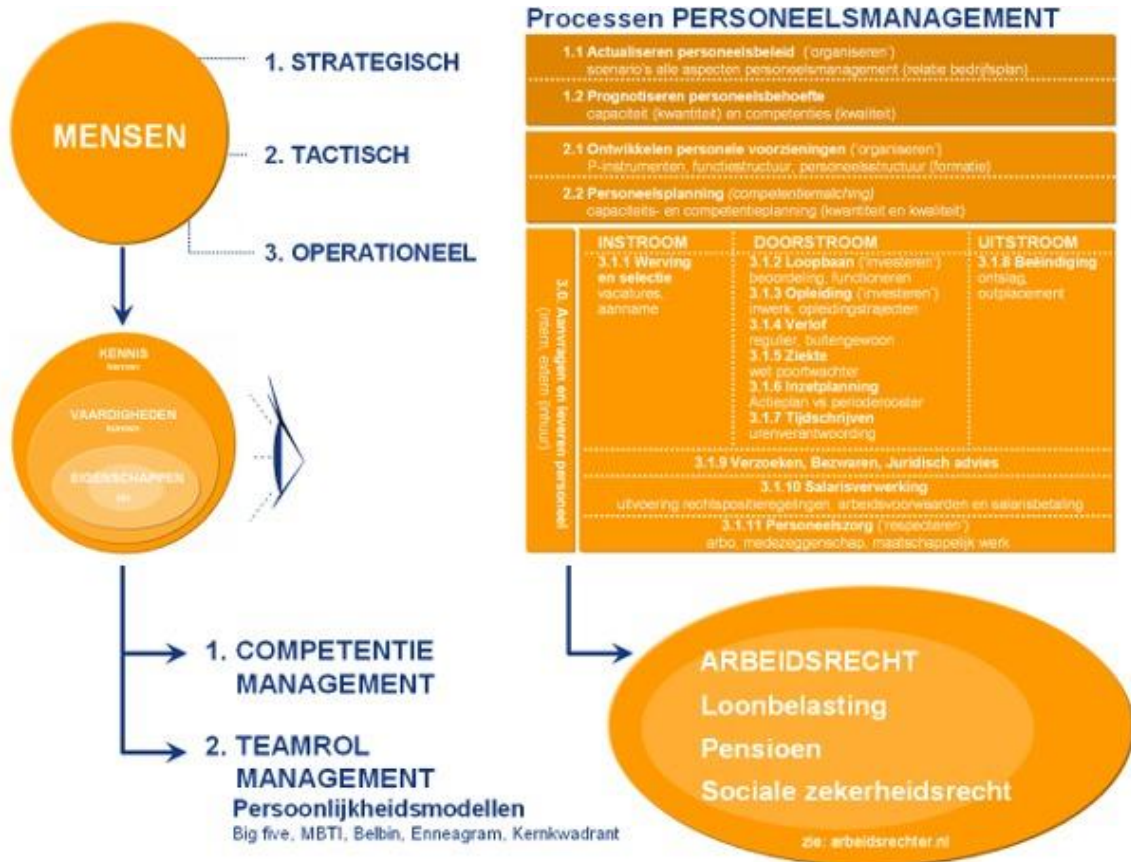 MENSEN
1. STRATEGISCH
2. TACTISCH
3. OPERATIONEEL
KENNIS
kennen
VAARDIGHEDEN
kunnen
EIGENSCHAPPEN
zijn
1. COMPETENTIE
MANAGEMENT
2. TEAMROL
MANAGEMENT
Persoonlijkheidsmodellen
Big five, MBTI, Belbin, Enneagram, Kernkwadrant
Processen PERSONEELSMANAGEMENT
1.1 Actualiseren personeelsbeleid ('organiseren')
scenario's alle aspecten personeelsmanagement (relatie bedrijfsplan)
1.2 Prognotiseren personeelsbehoefte
capaciteit (kwantiteit) en competenties (kwaliteit)
2.1 Ontwikkelen personele voorzieningen ('organiseren')
P-instrumenten, functiestructuur, personeelsstructuur (formatie)
2.2 Personeelsplanning (competentiematching)
capaciteits- en competentieplanning (kwantiteit en kwaliteit)
3.0. Aanvragen en leveren personeel
(intern, extern (in)huur)
INSTROOM
3.1.1 Werving
en selectie
vacatures,
aanname
DOORSTROOM
3.1.2 Loopbaan ('investeren')
beoordeling, functioneren
3.1.3 Opleiding ('investeren')
inwerk, opleidingstrajecten
3.1.4 Verlof
regulier, buitengewoon
3.1.5 Ziekte
wet poortwachter
3.1.6 Inzetplanning
Actieplan vs perioderooster
3.1.7 Tijdschrijven
urenverantwoording
UITSTROOM
3.1.8 Beëindiging
ontslag,
outplacement
3.1.9 Verzoeken, Bezwaren, Juridisch advies
3.1.10 Salarisverwerking
uitvoering rechtspositieregelingen, arbeidsvoorwaarden en salarisbetaling
3.1.11 Personeelszorg ('respecteren')
arbo, medezeggenschap, maatschappelijk werk
ARBEIDSRECHT
Loonbelasting
Pensioen
Sociale zekerheidsrecht
zie: arbeidsrechter.nl